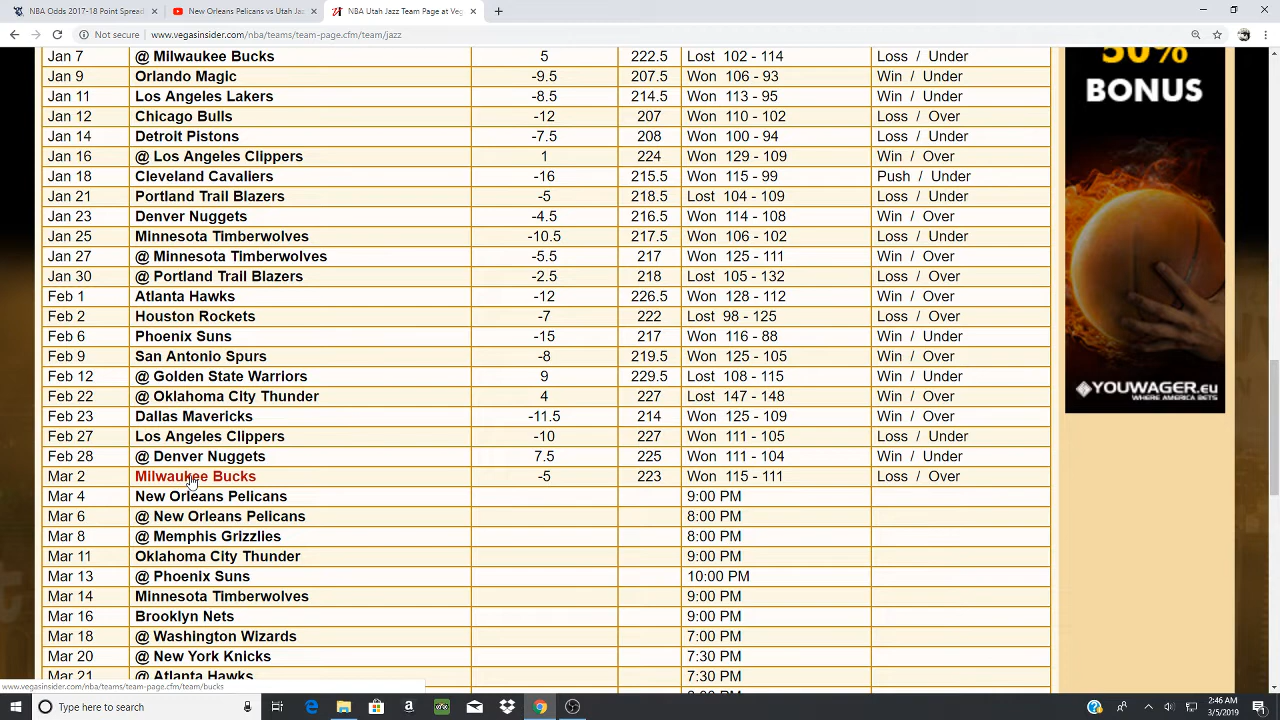 NBA Odds 2017-18 Point Spread
New Orleans Pelicans vs Utah Ja
NBA Utah Jazz Team Page at Veg
Not secure www.vegasinsider.com/nba/teams/team-page.cfm/team/jazz
Jan 7 @ Milwaukee Bucks 5 222.5 Lost 102 - 114 Loss / Under
Jan 9 Orlando Magic -9.5 207.5 Won 106 - 93 Win / Under
Jan 11 Los Angeles Lakers -8.5 214.5 Won 113 - 95 Win / Under
Jan 12 Chicago Bulls -12 207 Won 110 - 102 Loss / Over
Jan 14 Detroit Pistons -7.5 208 Won 100 - 94 Loss / Under
Jan 16 @ Los Angeles Clippers 1 224 Won 129 - 109 Win / Over
Jan 18 Cleveland Cavaliers -16 215.5 Won 115 - 99 Push / Under
Jan 21 Portland Trail Blazers -5 218.5 Lost 104 - 109 Loss / Under
Jan 23 Denver Nuggets -4.5 216.5 Won 114 - 108 Win / Over
Jan 25 Minnesota Timberwolves -10.5 217.5 Won 106 - 102 Loss / Under
Jan 27 @ Minnesota TImberwolves -5.5 217 Won 125 - 111 Win / Over
Jan 30 @ Portland Trail Blazers -2.5 218 Lost 105 - 132 Loss / Over
Feb 1 Atlanta Hawks -12 226.5 Won 128 - 112 Win / Over
Feb 2 Houston Rockets -7 222 Lost 98 - 125 Loss / Over
Feb 6 Phoenix Suns -15 217 Won 116 - 88 Win / Under
Feb 9 San Antonio Spurs -8 219.5 Won 125 - 105 Win / Over
Feb 12 @ Golden State Warriors 9 229.5 Lost 108 - 115 Win / Under
Feb 22 @ Oklahoma City Thunder 4 227 Lost 147 - 148 Win / Over
Feb 23 Dallas Mavericks -11.5 214 Won 125 - 109 Win / Over
Feb 27 Los Angeles Clippers -10 227 Won 111 - 105 Loss / Under
Feb 28 @ Denver Nuggets 7.5 225 Won 111 - 104 Win / Under
Mar 2 Milwaukee Bucks -5 223 Won 115 - 111 Loss / Over
Mar 4 New Orleans Pelicans 9:00 PM
Mar 6 @ New Orleans Pelicans 8:00 PM
Mar 8 @ Memphis Grizzlies 8:00 PM
Mar 11 Oklahoma City Thunder 9:00 PM
Mar 13 @ Phoenix Suns 10:00 PM
Mar 14 Minnesota Timberwolves 9:00 PM
Mar 16 Brooklyn Nets 9:00 PM
Mar 18 @ Washington Wizards 7:00 PM
Mar 20 @ New York Knicks 7:30 PM
Mar 21 @ Atlanta Hawks 7:30 PM
50%
BONUS
YOUWAGER.eu
WHERE AMERICA BETS
www.vegasinsider.com/nba/teams/team-page.cfm/team/bucks
Type here to search
2:46 AM
3/5/2019